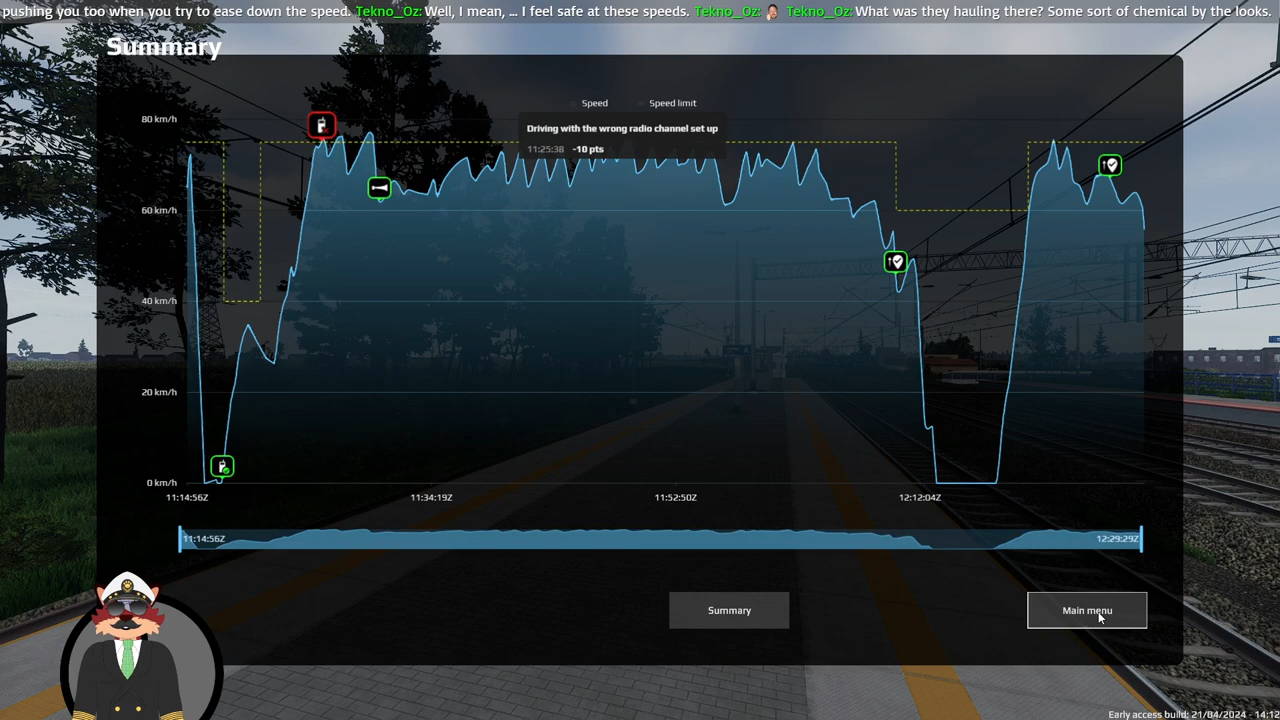 pushing you too when you try to ease down the speed. Tekno_Oz: Well, I mean, ... I feel safe at these speeds. Tekno_Oz: Tekno_Oz: What was they hauling there? Some sort of chemical by the looks.
Summary
Speed Speed limit
80 km/h
Driving with the wrong radio channel set up
11:25:38 -10 pts
60 km/h
40 km/h
20 km/h
0 km/h
11:14:56Z 11:34:19Z 11:52:50Z 12:12:04Z
11:14:56Z 12:29:29Z
Summary Main menu
Early access build: 21/04/2024 - 14:12